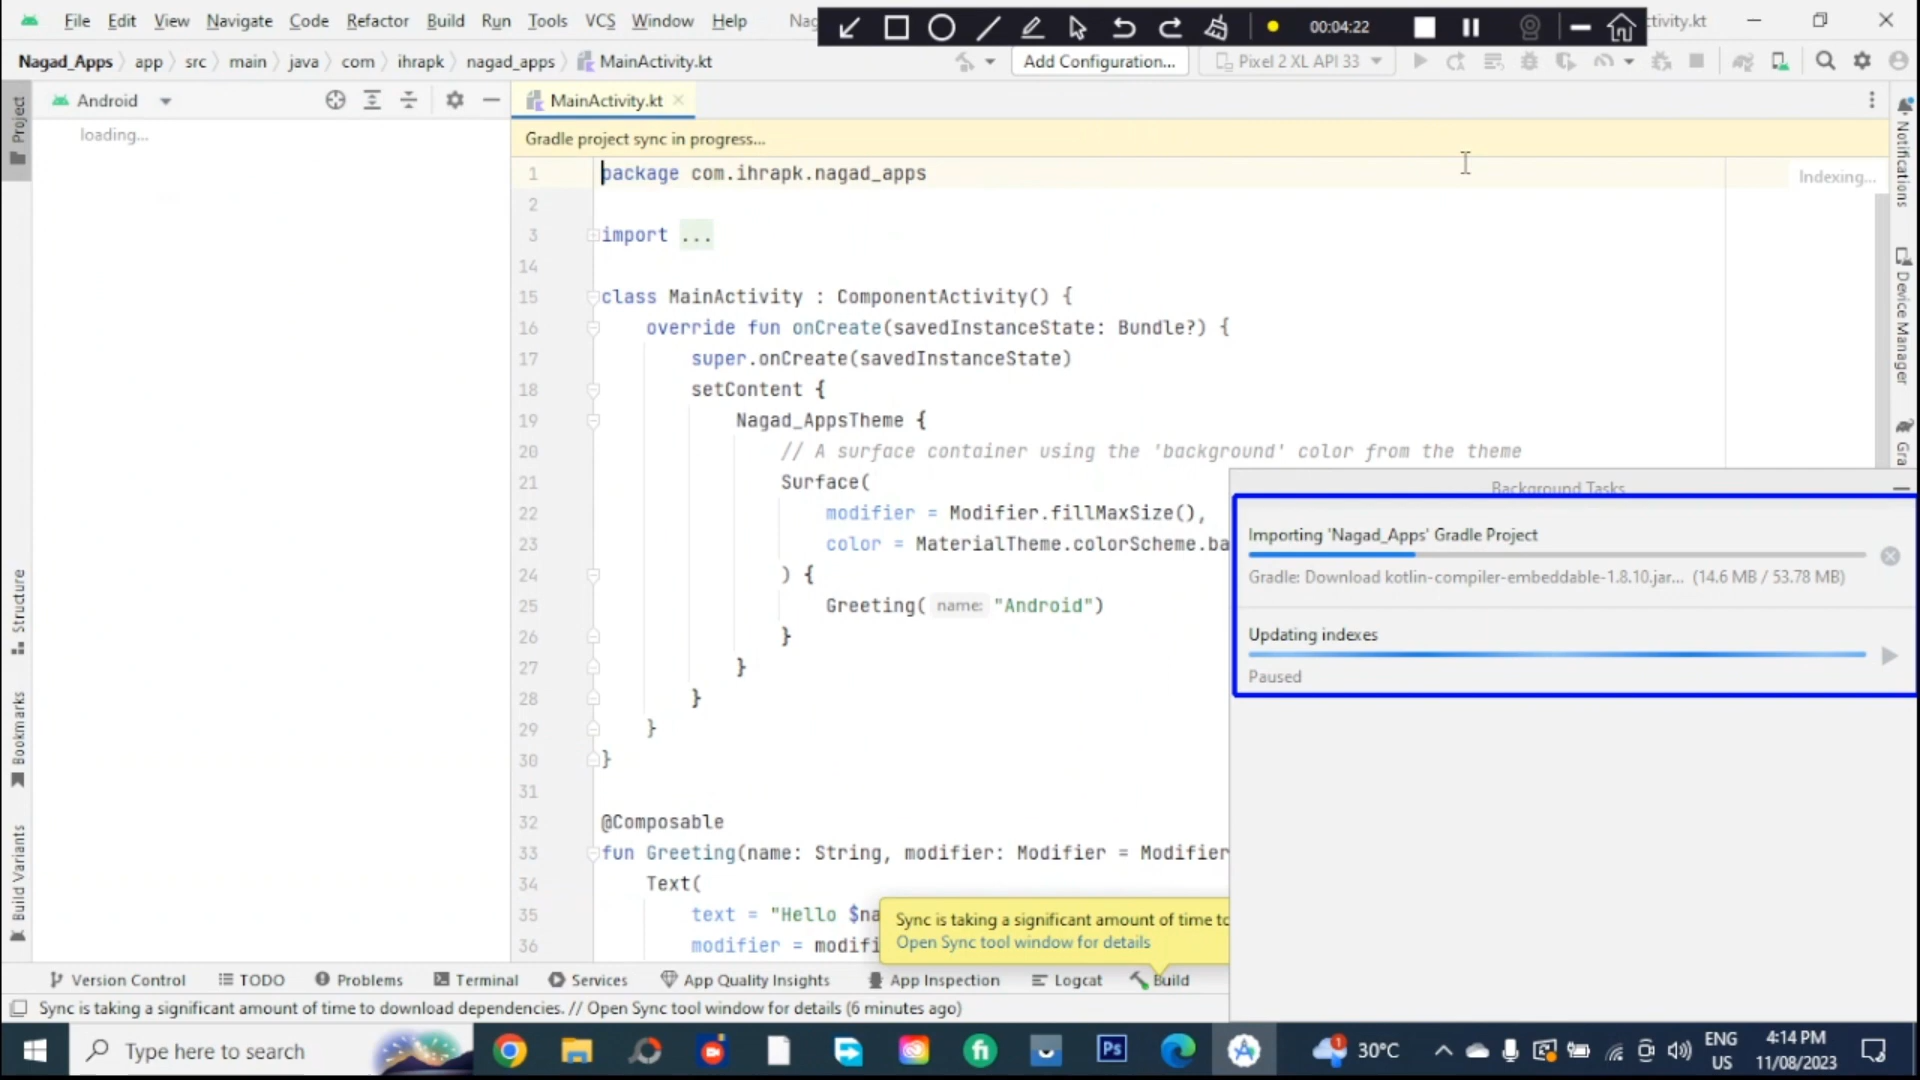 File Edit View Navigate Code Refactor Build Run Tools VCS Window Help Nag
00:04:22
tivity.kt
Nagad_Apps app src main java com ihrapk nagad_apps MainActivity.kt
Add Configuration...
Pixel 2 XL API 33
Project
Android
MainActivity.kt
Notifications
loading...
Gradle project sync in progress...
Indexing...
1 package com.ihrapk.nagad_apps
2
3 import ...
14
15 class MainActivity : ComponentActivity() {
16 override fun onCreate(savedInstanceState: Bundle?) {
17 super.onCreate(savedInstanceState)
18 setContent {
19 Nagad_AppsTheme {
20 // A surface container using the 'background' color from the theme
21 Surface(
22 modifier = Modifier.fillMaxSize(),
23 color = MaterialTheme.colorScheme.ba
24 ) {
25 Greeting( name: "Android")
26 }
27 }
28 }
29 }
30 }
31
32 @Composable
33 fun Greeting(name: String, modifier: Modifier = Modifier
34 Text(
35 text = "Hello $na
36 modifier = modifi
Device Manager
Gra
Background Tasks
Importing 'Nagad_Apps' Gradle Project
Gradle: Download kotlin-compiler-embeddable-1.8.10.jar... (14.6 MB / 53.78 MB)
Updating indexes
Paused
Sync is taking a significant amount of time to
Open Sync tool window for details
Structure
Bookmarks
Build Variants
Version Control TODO Problems Terminal Services App Quality Insights App Inspection Logcat Build
Sync is taking a significant amount of time to download dependencies. // Open Sync tool window for details (6 minutes ago)
Type here to search
fi
Ps
1
30°C
ENG
US
4:14 PM
11/08/2023